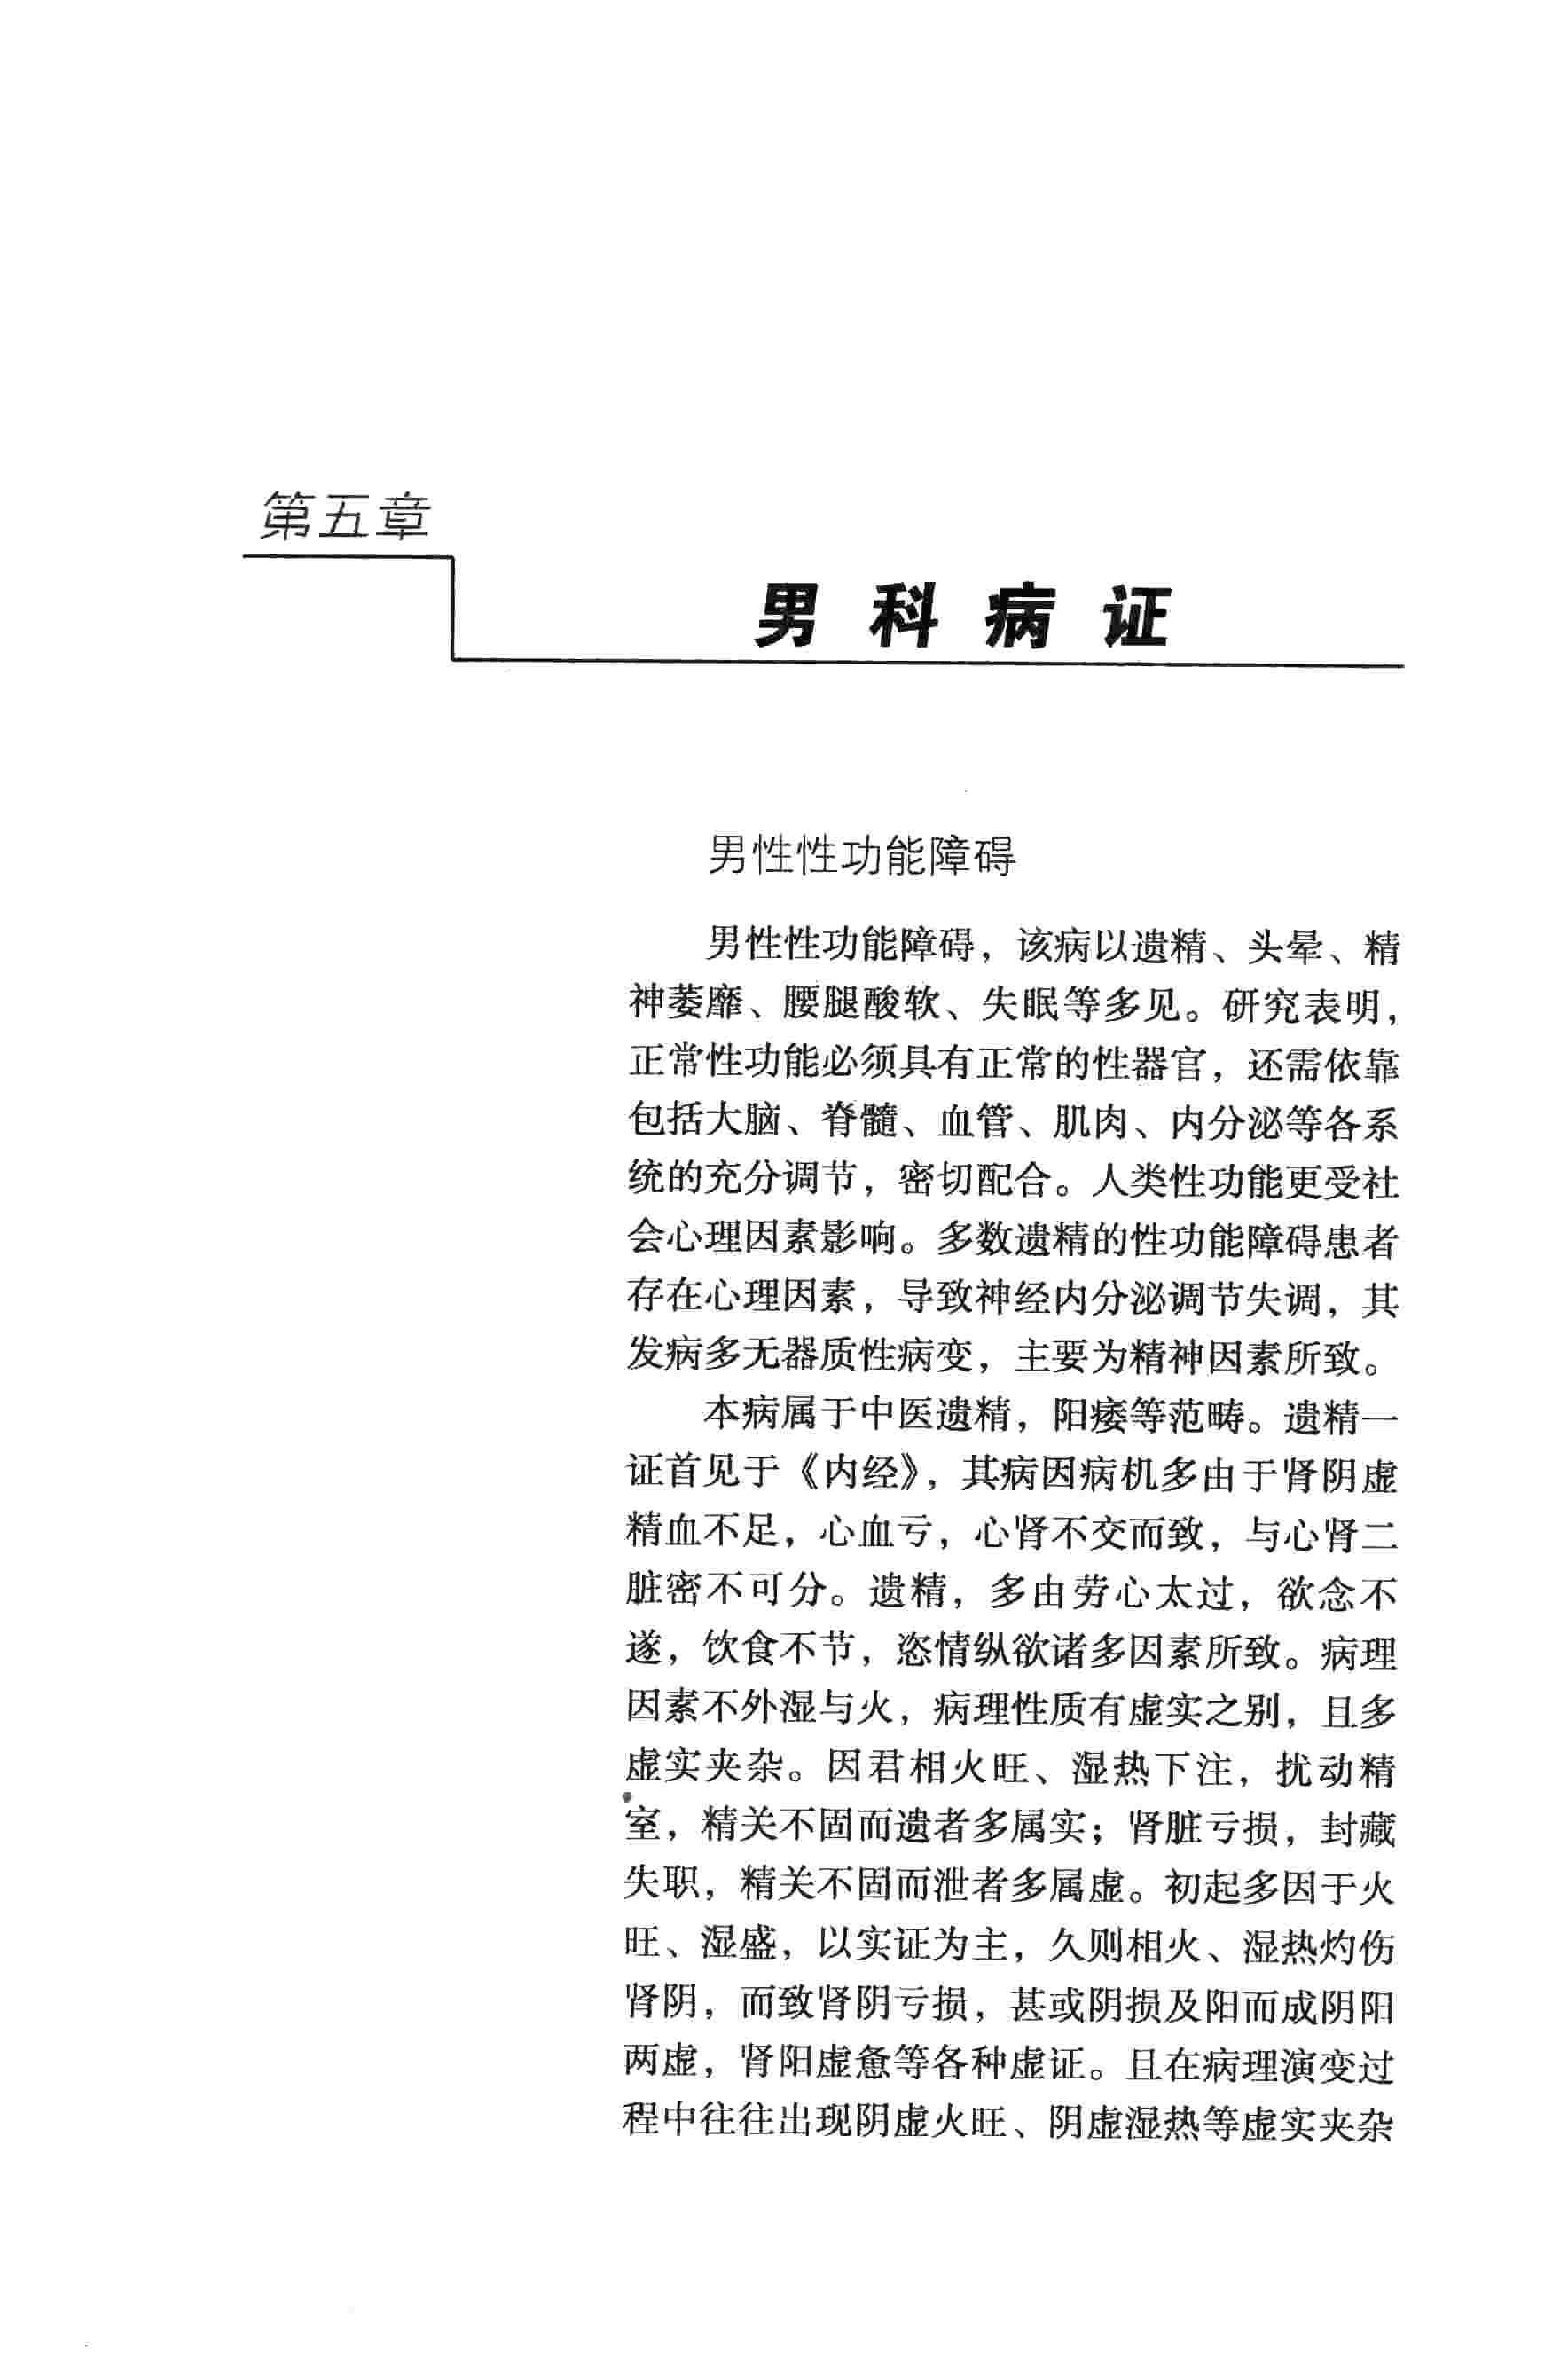 第五章
男科病证
男性性功能障碍
男性性功能障碍，该病以遗精、头晕、精
神萎靡、腰腿酸软、失眠等多见。研究表明，
正常性功能必须具有正常的性器官，还需依靠
包括大脑、脊髓、血管、肌肉、内分泌等各系
统的充分调节，密切配合。人类性功能更受社
会心理因素影响。多数遗精的性功能障碍患者
存在心理因素，导致神经内分泌调节失调，其
发病多无器质性病变，主要为精神因素所致。
本病属于中医遗精，阳痿等范畴。遗精一
证首见于《内经》，其病因病机多由于肾阴虚
精血不足，心血亏，心肾不交而致，与心肾二
脏密不可分。遗精，多由劳心太过，欲念不
遂，饮食不节，恣情纵欲诸多因素所致。病理
因素不外湿与火，病理性质有虚实之别，且多
虚实夹杂。因君相火旺、湿热下注，扰动精
室，精关不固而遗者多属实；肾脏亏损，封藏
失职，精关不固而泄者多属虚。初起多因于火
旺、湿盛，以实证为主，久则相火、湿热灼伤
肾阴，而致肾阴亏损，甚或阴损及阳而成阴阳
两虚，肾阳虚惫等各种虚证。且在病理演变过
程中往往出现阴虚火旺、阴虚湿热等虚实夹杂